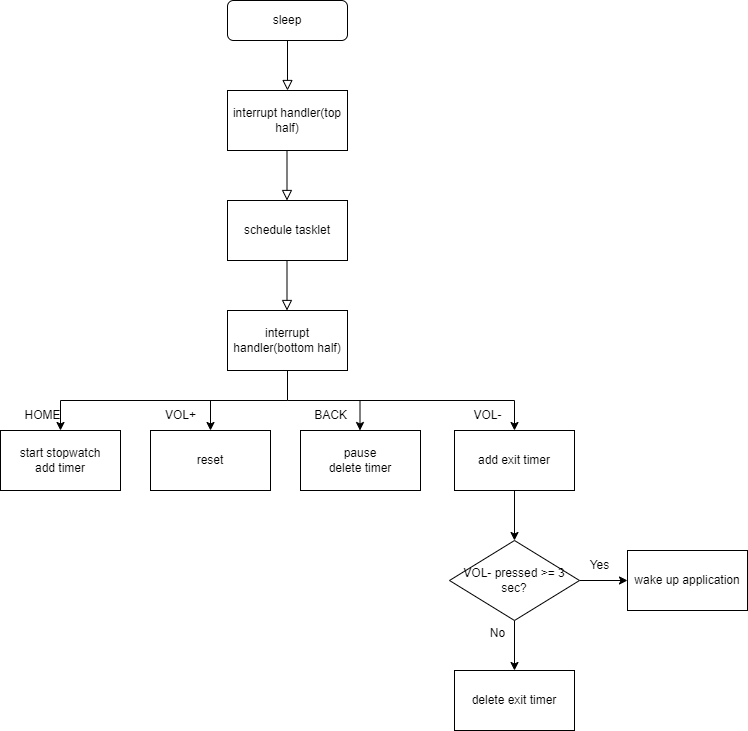 sleep
interrupt handler(top
half)
schedule tasklet
interrupt
handler(bottom half)
HOME
VOL+
BACK
VOL-
start stopwatch
add timer
reset
pause
delete timer
add exit timer
VOL- pressed >= 3
sec?
Yes
wake up application
No
delete exit timer